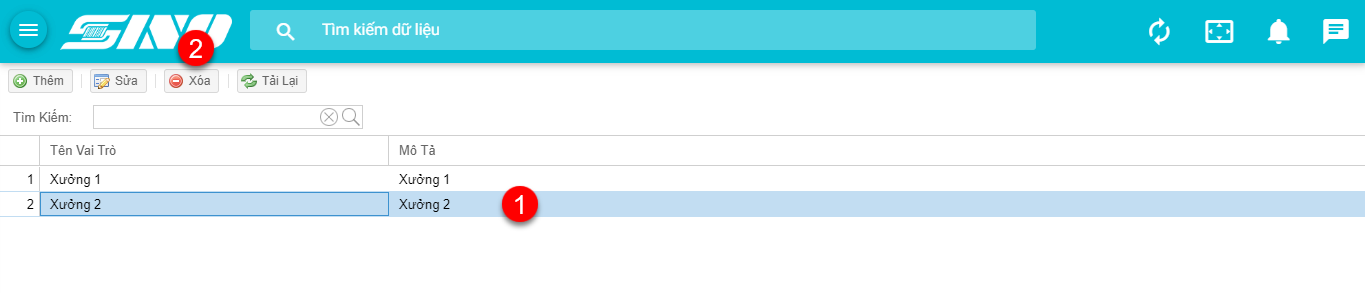 SKYJ
Tìm kiếm dữ liệu
2
Thêm Sửa Xóa Tải Lại
Tìm Kiếm:
Tên Vai Trò Mô Tả
1 Xưởng 1 Xưởng 1
2 Xưởng 2 Xưởng 2 1